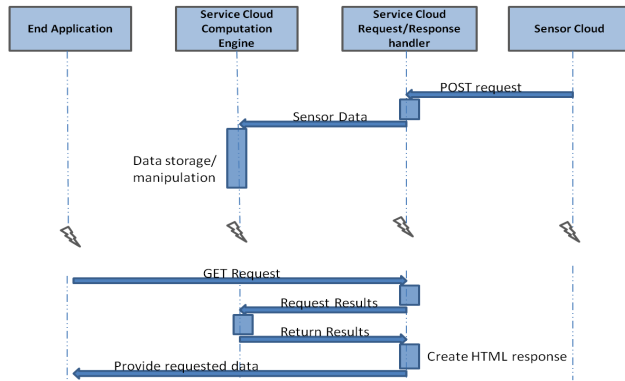 End Application
Service Cloud
Computation
Engine
Service Cloud
Request/Response
handler
Sensor Cloud
POST request
Sensor Data
Data storage/
manipulation
GET Request
Request Results
Return Results
Create HTML response
Provide requested data